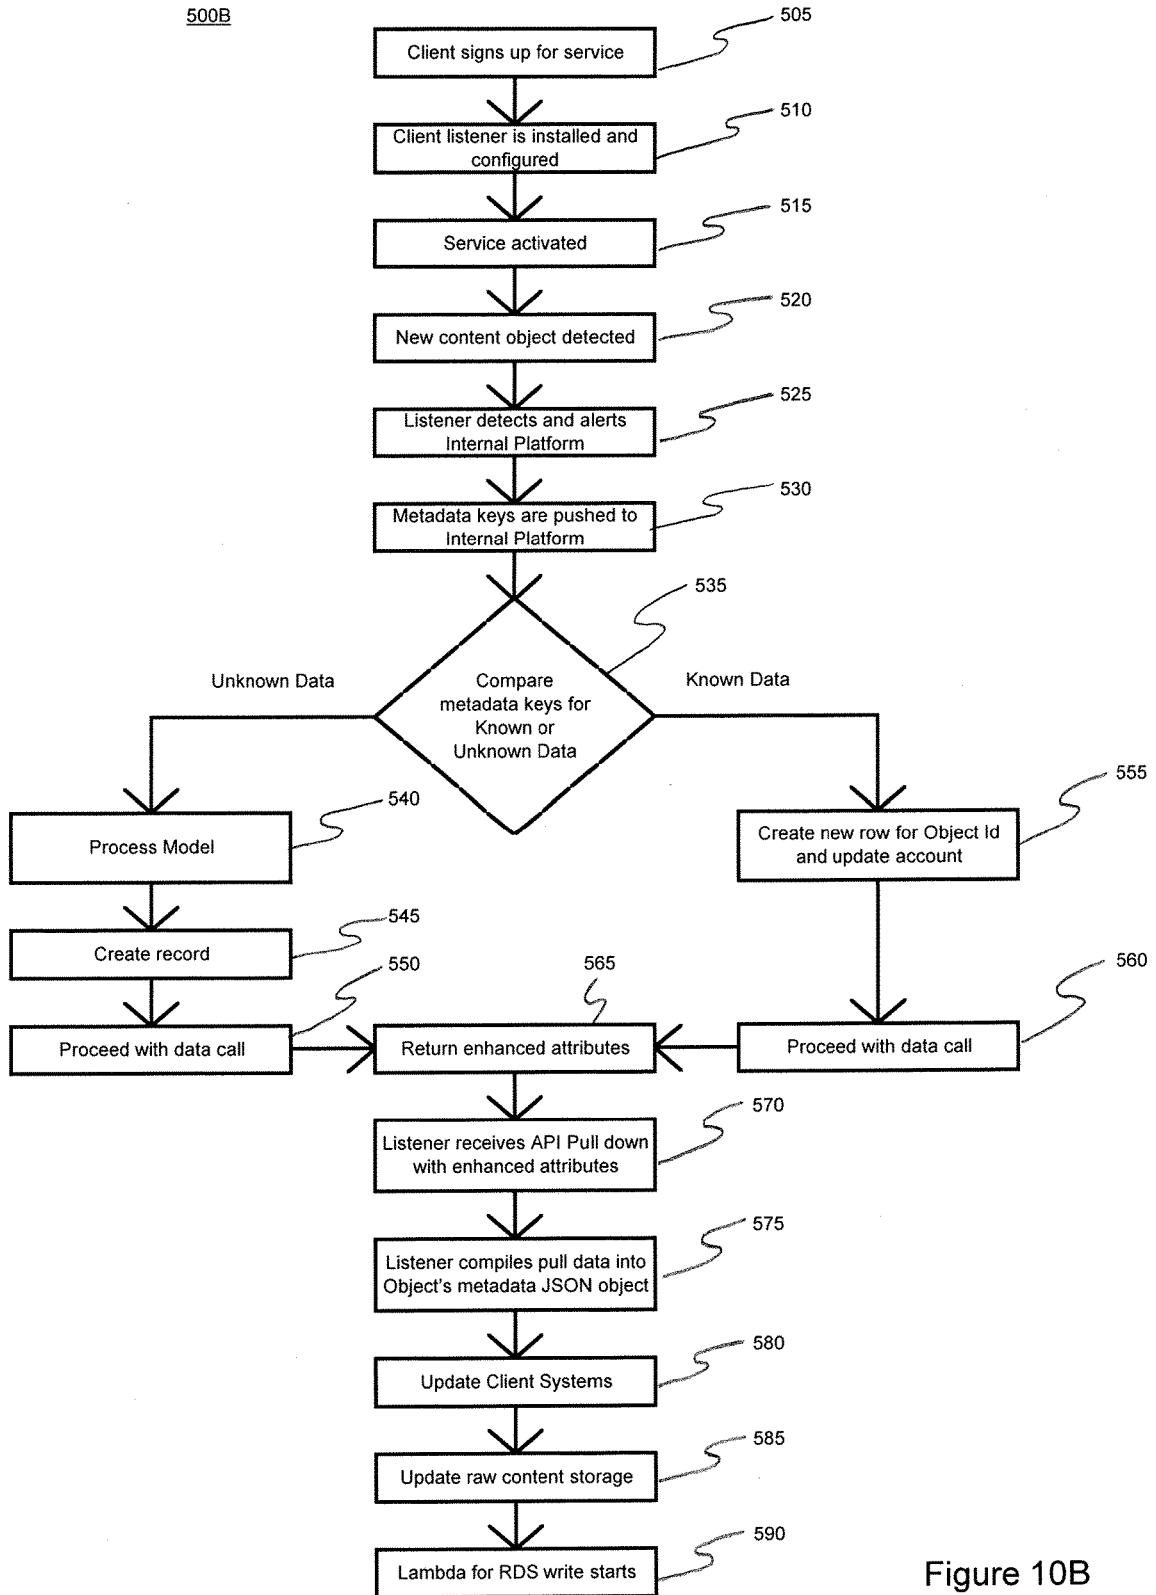 500B
505
Client signs up for service
510
Client listener is installed and
configured
515
Service activated
520
New content object detected
525
Listener detects and alerts
Internal Platform
530
Metadata keys are pushed to
Internal Platform
535
Unknown Data
Known Data
Compare
metadata keys for
Known or
Unknown Data
540
Process Model
555
Create new row for Object Id
and update account
545
Create record
550
Proceed with data call
565
Return enhanced attributes
560
Proceed with data call
570
Listener receives API Pull down
with enhanced attributes
575
Listener compiles pull data into
Object's metadata JSON object
580
Update Client Systems
585
Update raw content storage
590
Lambda for RDS write starts
Figure 10B